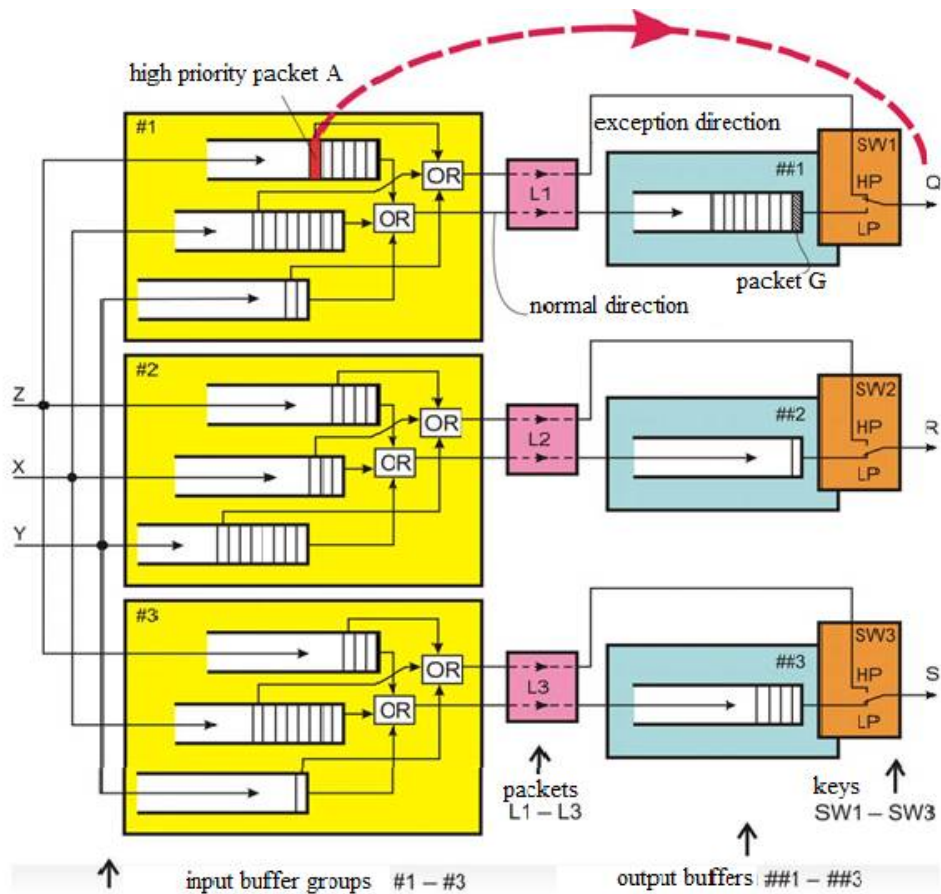 high priority packet A
#1
OR
OR
L1
exception direction
normal direction
##1
packet G
SW1
HP
LP
Q
#2
Z
X
Y
OR
OR
L2
##2
SW2
HP
LP
R
#3
OR
OR
L3
##3
SW3
HP
LP
S
packets
L1 – L3
keys
SW1 – SW3
input buffer groups #1 – #3
output buffers ##1 – ##3